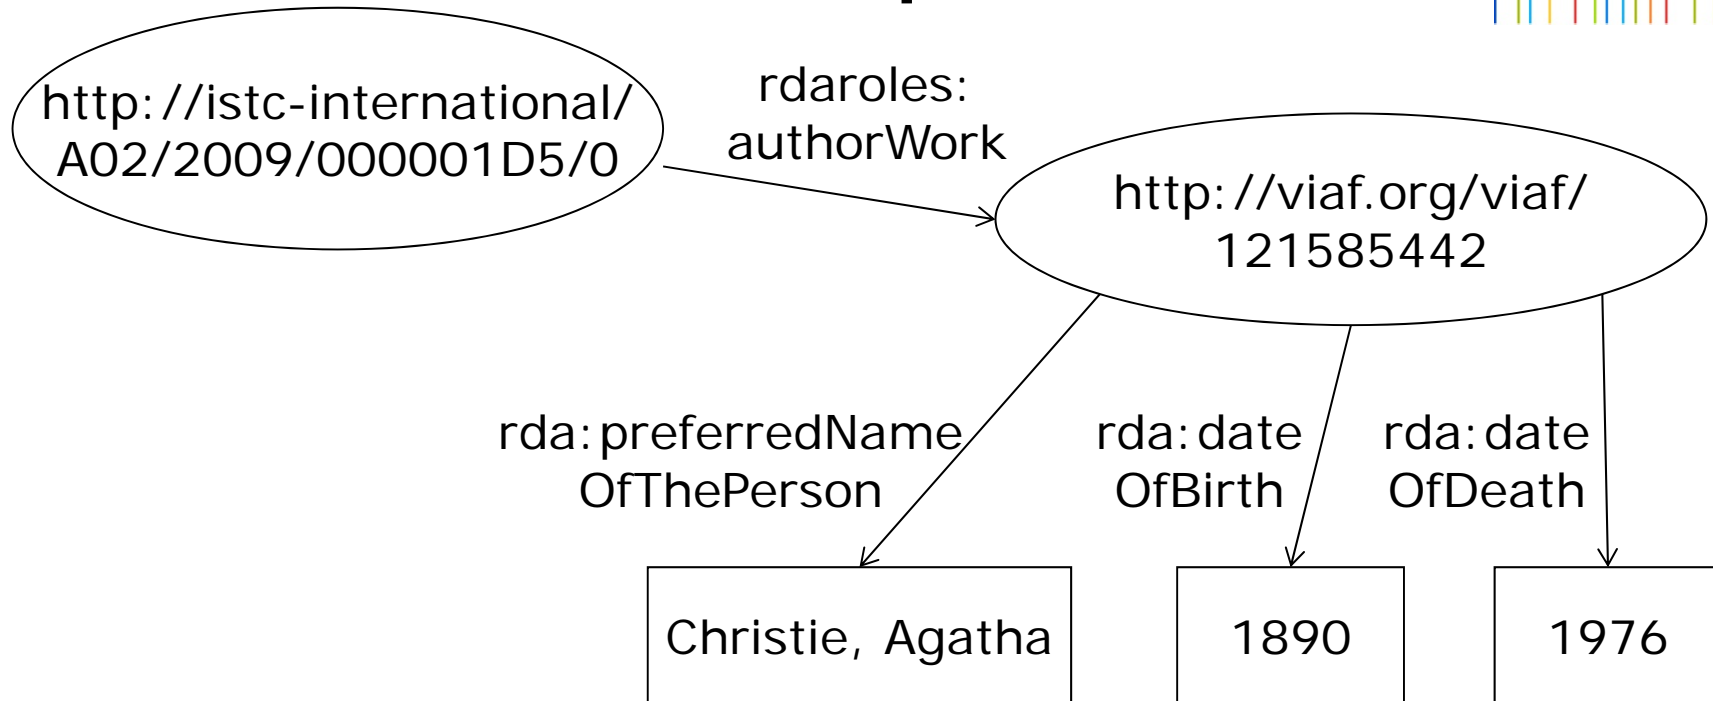 http://istc-international/
A02/2009/000001D5/0
rdaroles:
authorWork
http://viaf.org/viaf/
121585442
rda:preferredName
OfThePerson
rda:date
OfBirth
rda:date
OfDeath
Christie, Agatha
1890
1976